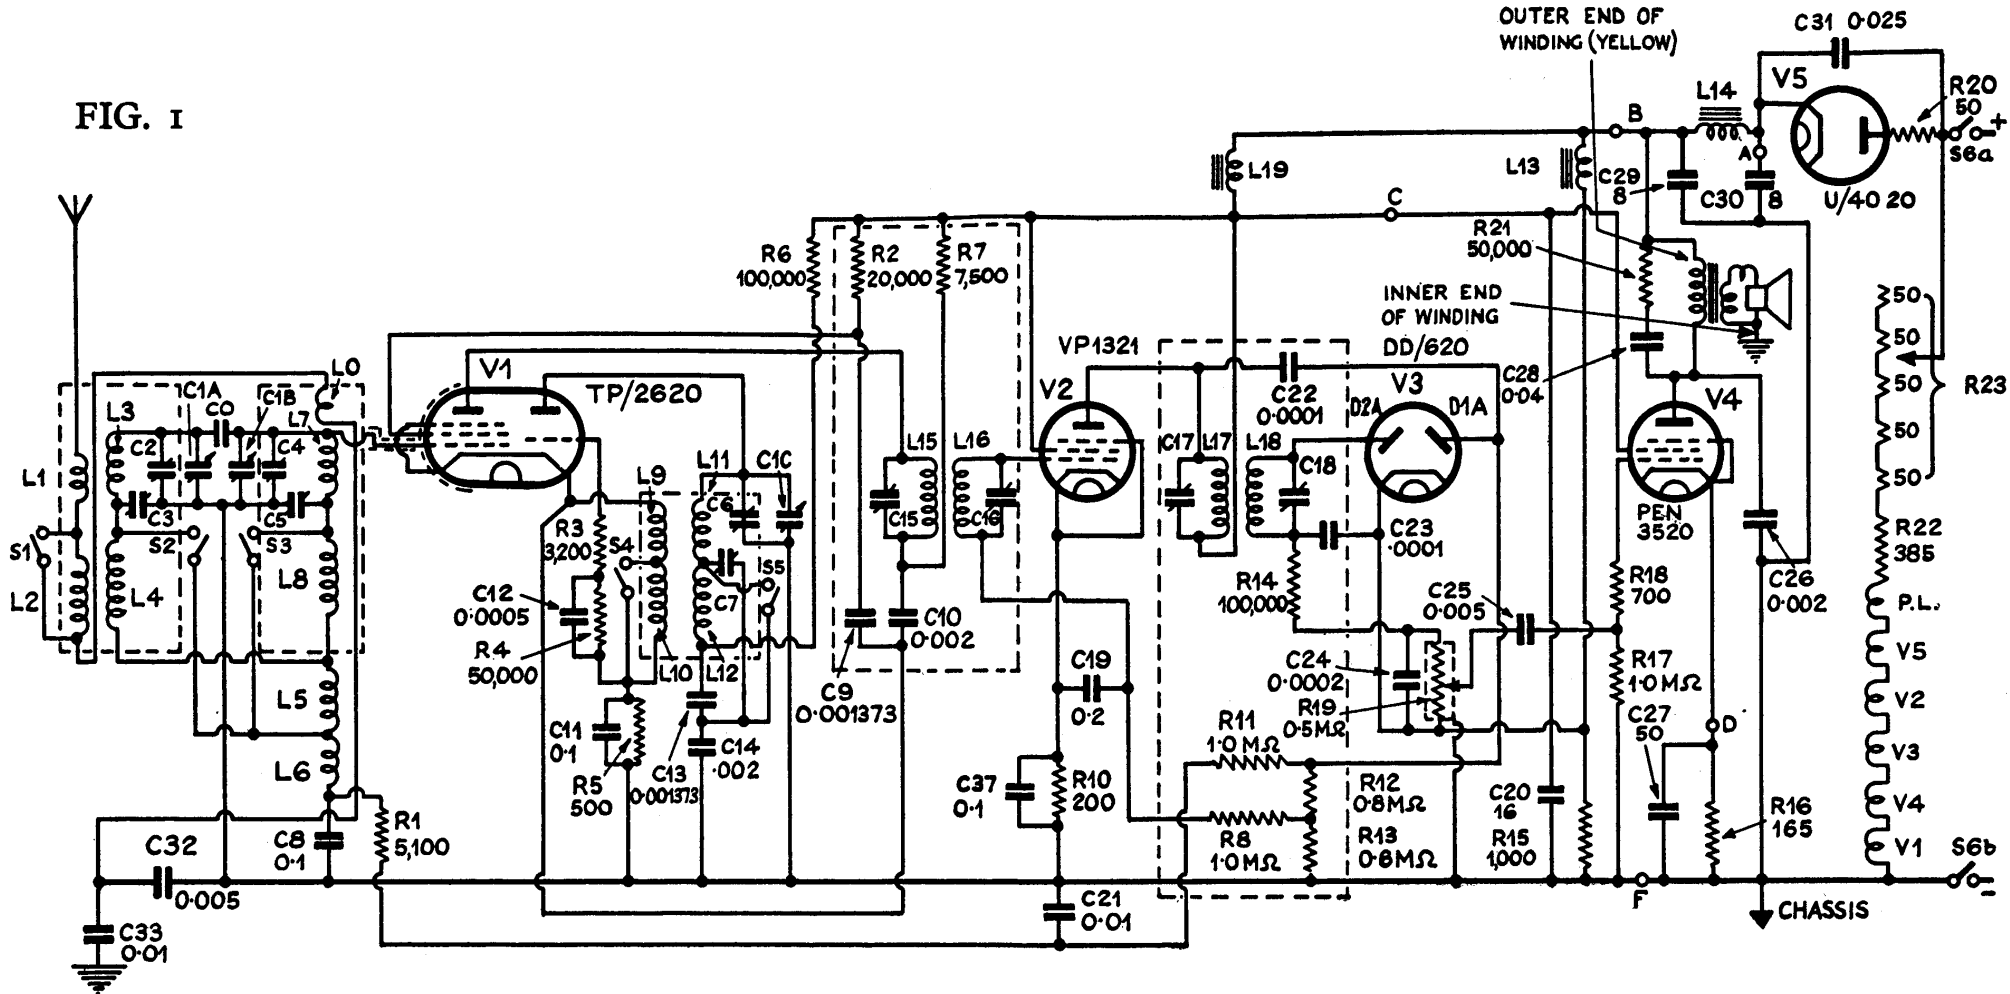 FIG. 1
OUTER END OF
WINDING (YELLOW)
C31 0·025
V5
L14
R20
50
B
+
S6a
A
L19
L13
C29
8
C30
8
U/4020
C
R6
100,000
R2
20,000
R7
7,500
R21
50,000
INNER END
OF WINDING
50
50
50
50
50
R23
VP1321
DD/620
L0
V1
TP/2620
V2
C22
0·0001
V3
D2A
D1A
C28
0·04
V4
L3
C1A
C0
C1B
L7
C2
C4
L1
C3
C5
S1
S2
S3
L2
L4
L8
L9
L11
C1C
C6
R3
3,200
S4
S5
C7
C12
0·0005
R4
50,000
L10
L12
L15
L16
C15
C16
C10
0·002
C17
L17
L18
C18
C23
·0001
PEN
3520
R22
385
R14
100,000
C25
0·005
R18
700
C26
0·002
P.L.
V5
V2
V3
V4
V1
L5
L6
C9
0·001373
C19
0·2
C24
0·0002
R19
0·5MΩ
R17
1·0MΩ
C27
50
D
C11
0·1
R5
500
C13
0·001373
C14
·002
R11
1·0MΩ
R12
0·8MΩ
C37
0·1
R10
200
R8
1·0MΩ
R13
0·8MΩ
C20
16
R15
1,000
R16
165
C32
0·005
C8
0·1
R1
5,100
S6b
−
F
C33
0·01
C21
0·01
CHASSIS